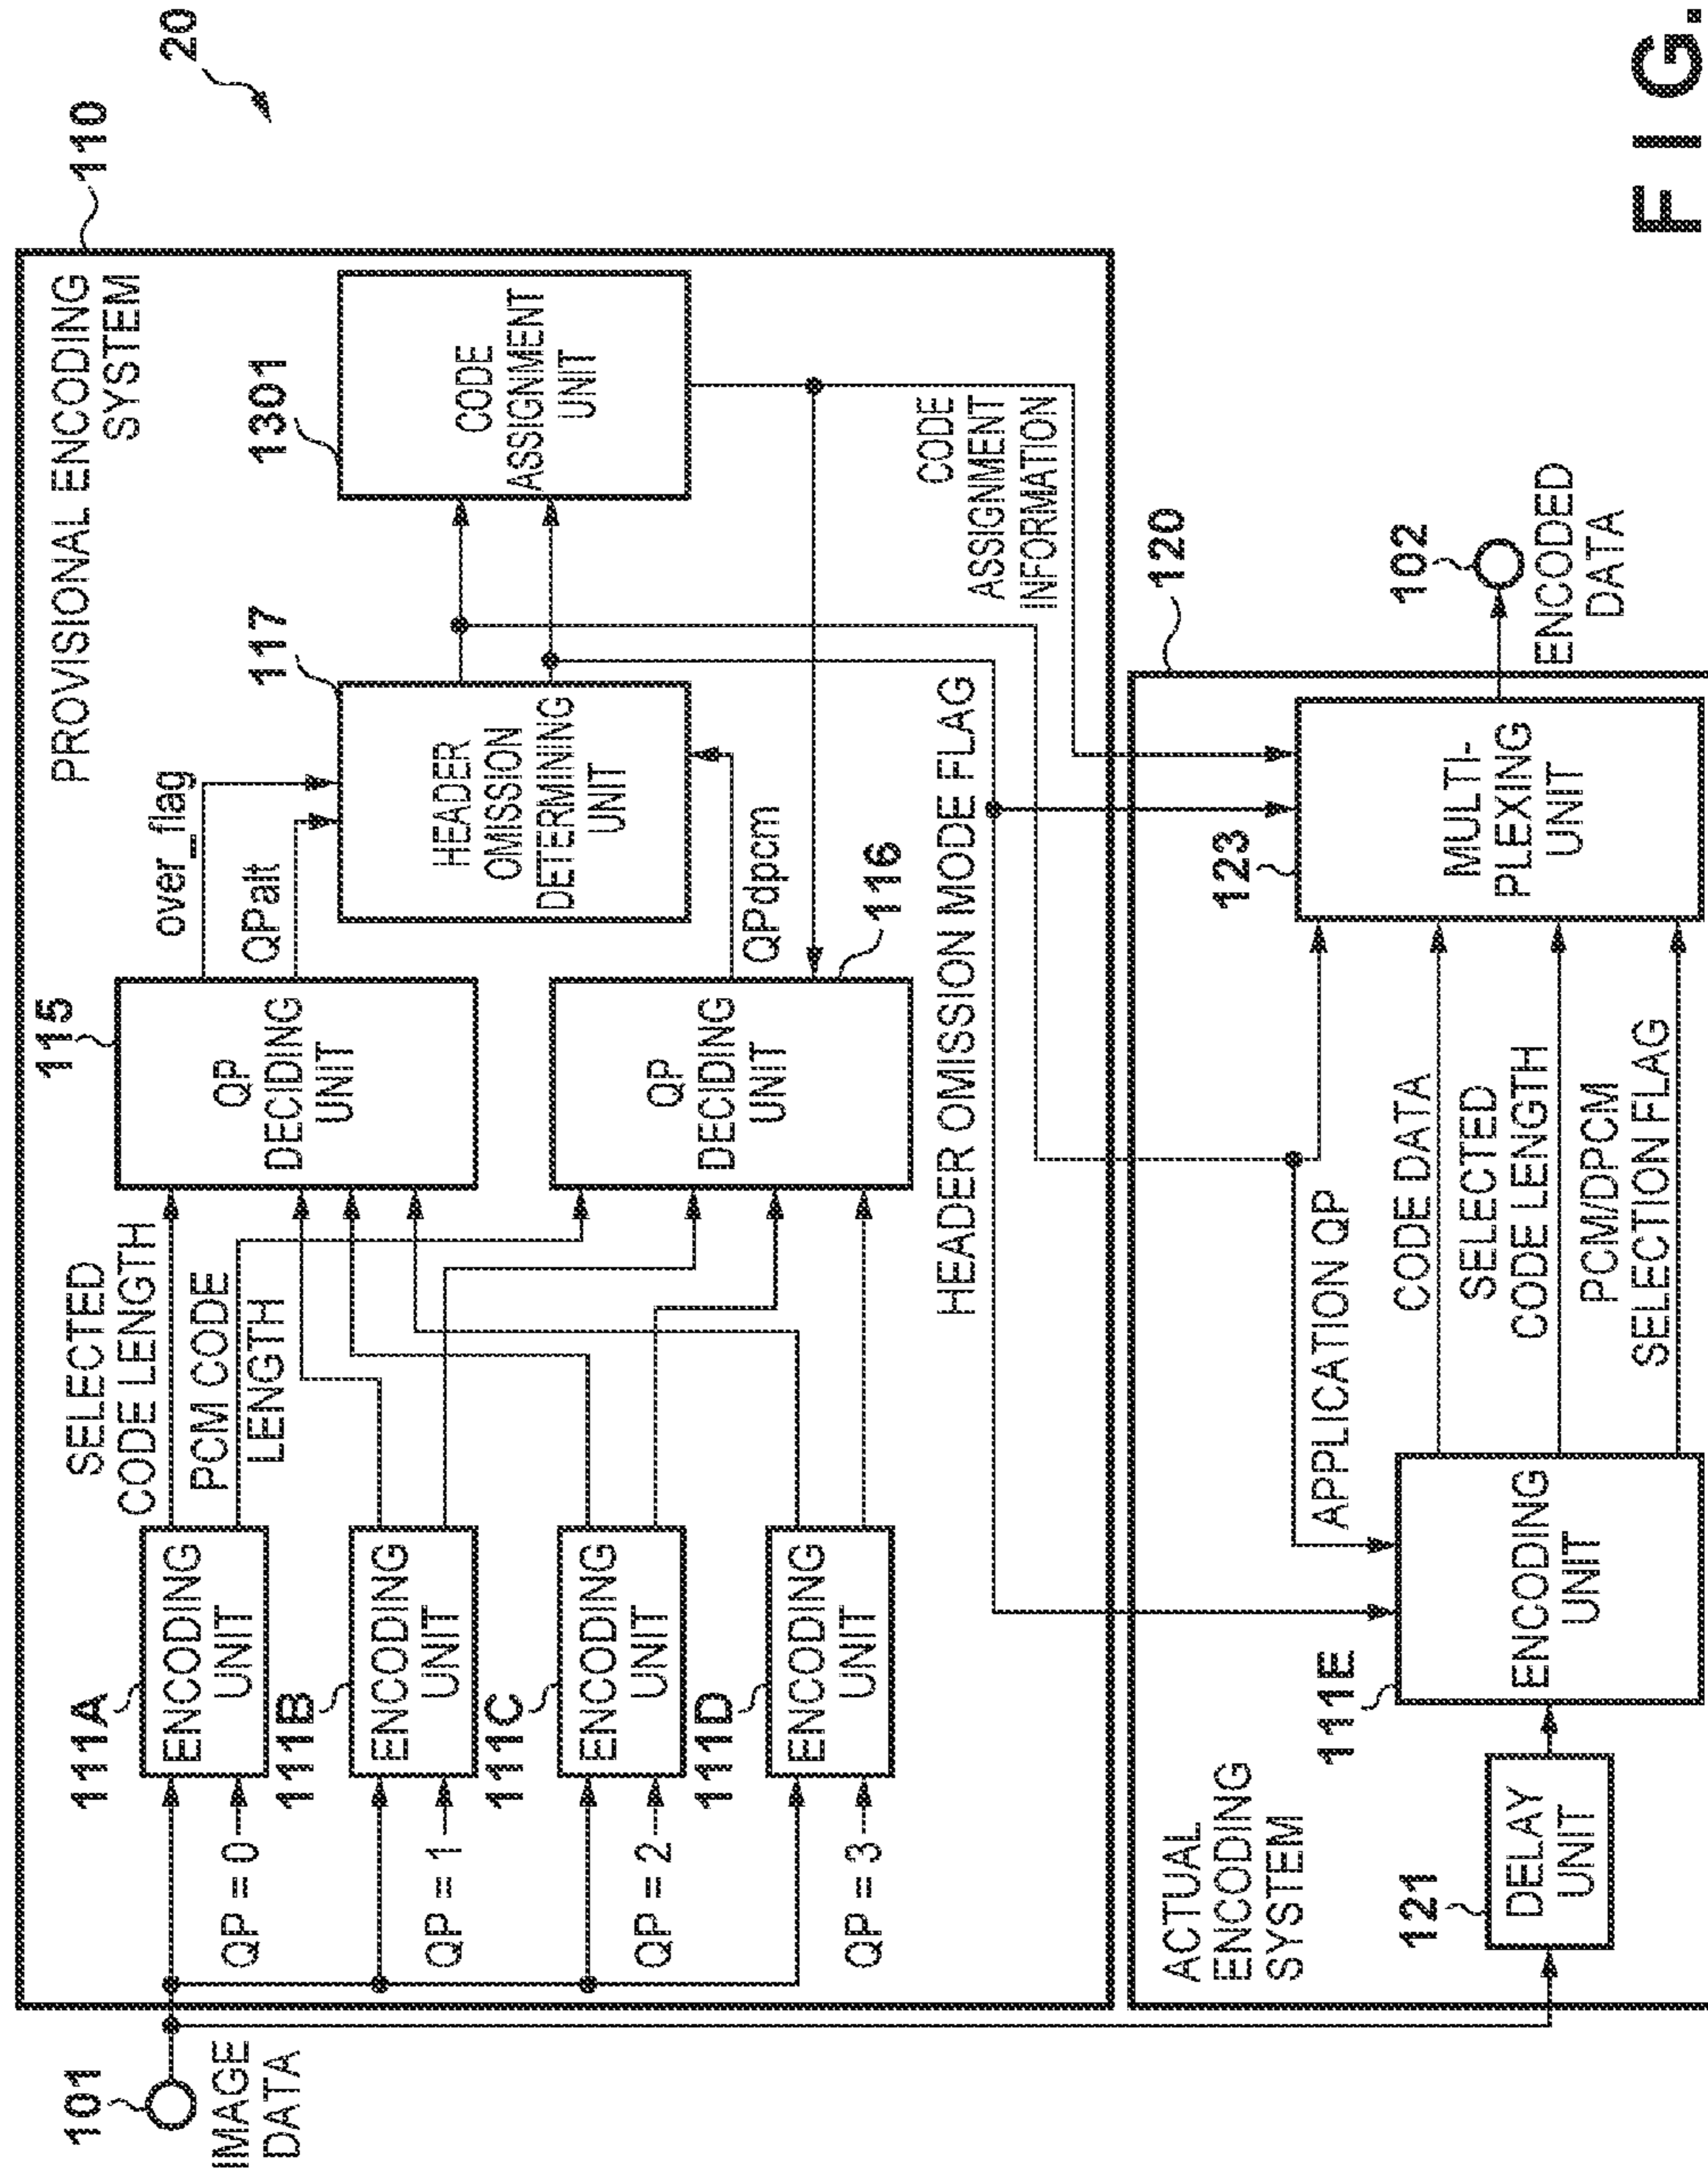 20
110
PROVISIONAL ENCODING
SYSTEM
115
over_flag
QPalt
117
1301
SELECTED
CODE LENGTH
PCM CODE
LENGTH
QP
DECIDING
UNIT
HEADER
OMISSION
DETERMINING
UNIT
CODE
ASSIGNMENT
UNIT
101
IMAGE
DATA
111A
ENCODING
UNIT
QP = 0
111B
ENCODING
UNIT
QP = 1
111C
ENCODING
UNIT
QP = 2
111D
ENCODING
UNIT
QP = 3
QP
DECIDING
UNIT
QPdpcm
116
CODE
ASSIGNMENT
INFORMATION
HEADER OMISSION MODE FLAG
120
ACTUAL
ENCODING
SYSTEM
121
DELAY
UNIT
111E
ENCODING
UNIT
APPLICATION QP
CODE DATA
SELECTED
CODE LENGTH
PCM/DPCM
SELECTION FLAG
123
MULTI-
PLEXING
UNIT
102
ENCODED
DATA
FIG.